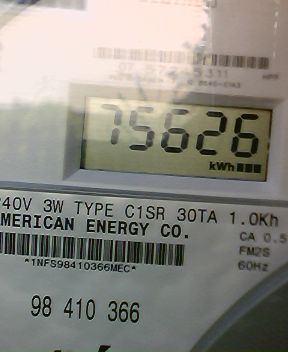 75626
kWh
240V 3W TYPE C1SR 30TA 1.0Kh
AMERICAN ENERGY CO.
CA 0.5
FM2S
60Hz
*1NFS98410366MEC*
98 410 366